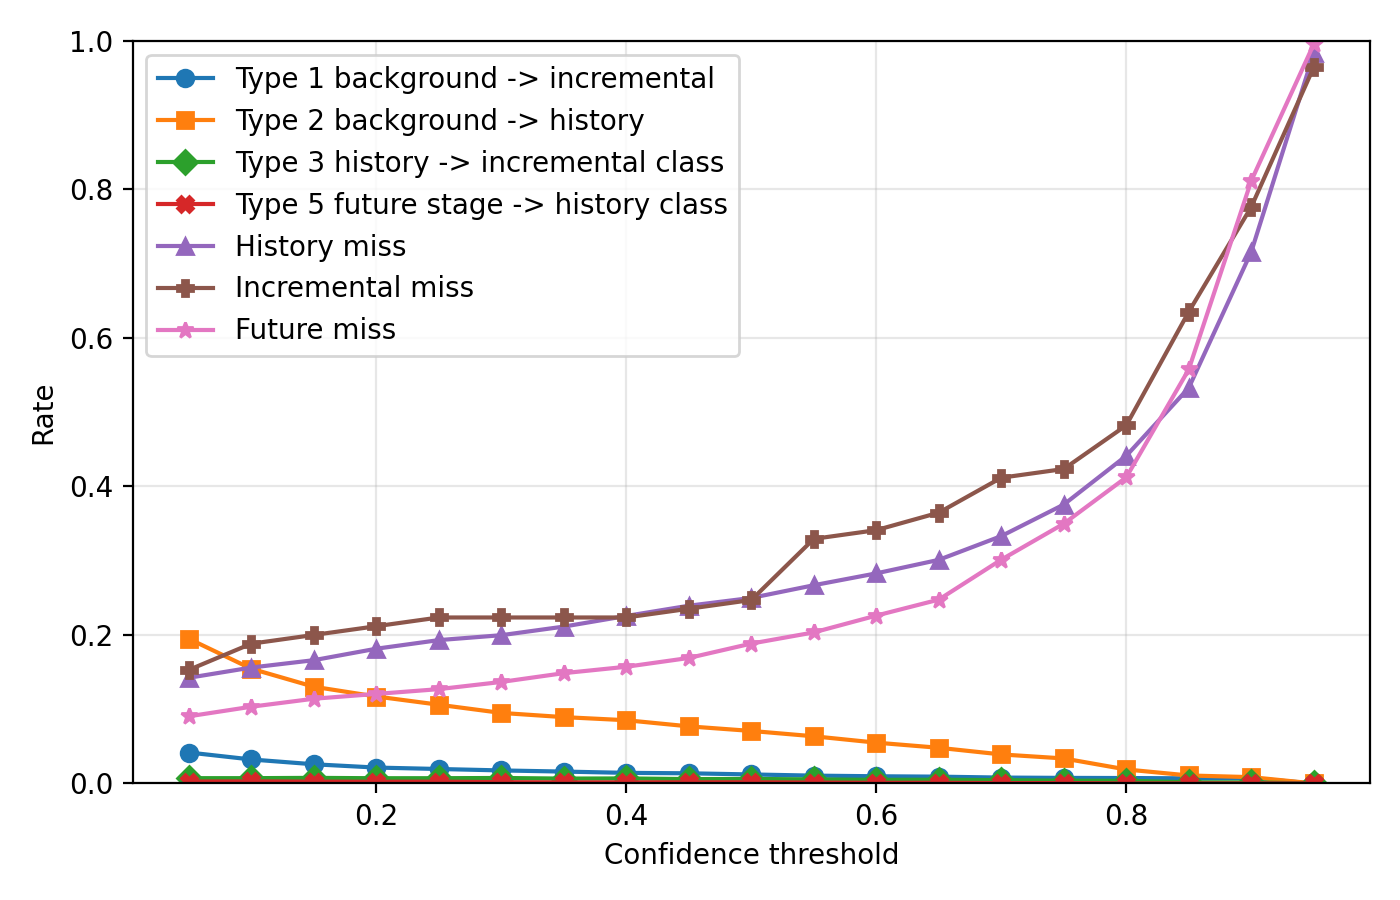 1.0
0.8
0.6
0.4
0.2
0.0
Rate
Type 1 background -> incremental
Type 2 background -> history
Type 3 history -> incremental class
Type 5 future stage -> history class
History miss
Incremental miss
Future miss
0.2 0.4 0.6 0.8
Confidence threshold